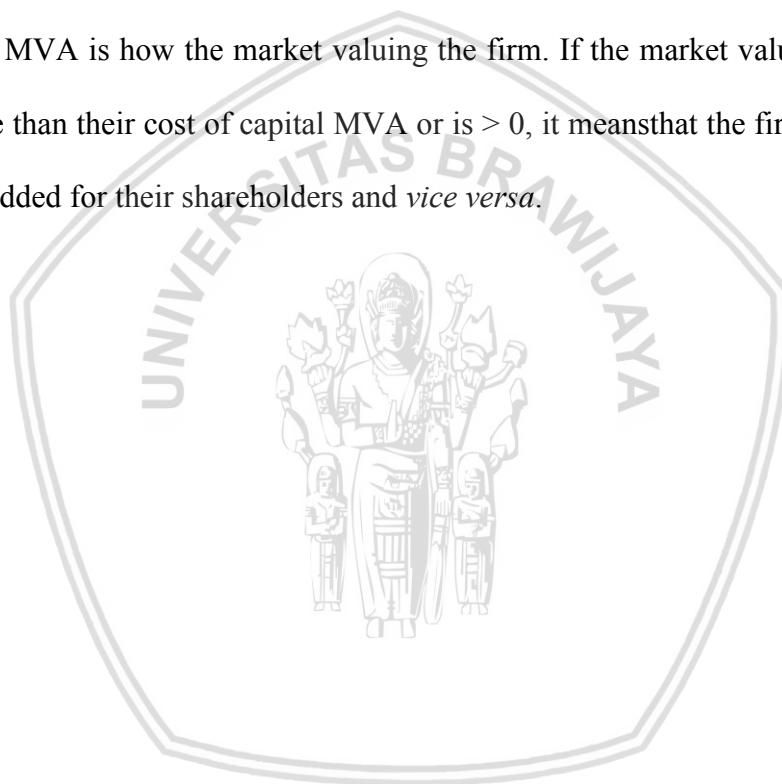 MVA is how the market valuing the firm. If the market valu
than their cost of capital MVA or is > 0, it meansthat the fir
dded for their shareholders and vice versa.
UNIVERSITAS BRAWIJAYA